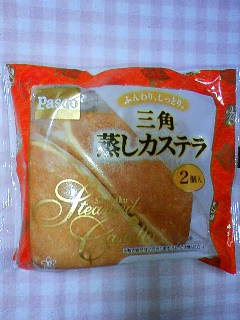 Pasco
ふんわり、しっとり。
三角
蒸しカステラ
2個入
Sankaku
Steamed
Castella